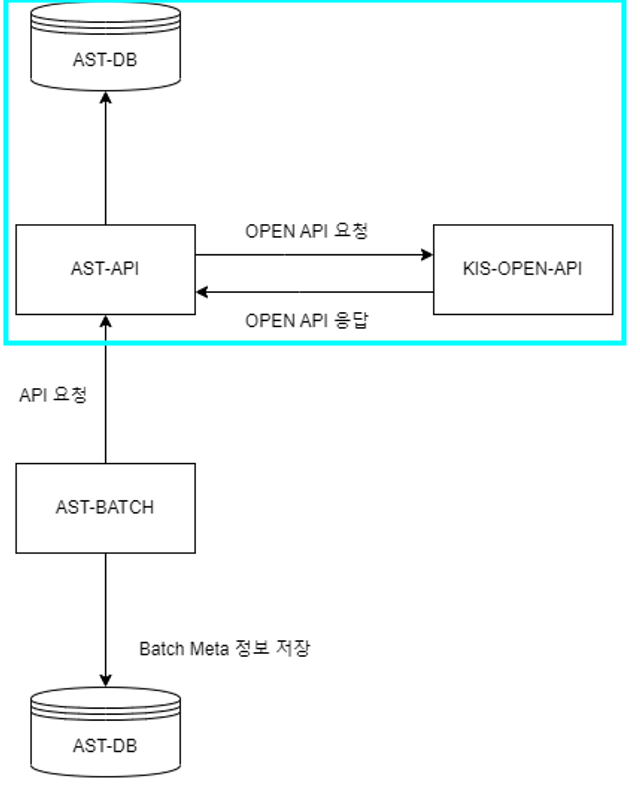 AST-DB
OPEN API 요청
AST-API
KIS-OPEN-API
OPEN API 응답
API 요청
AST-BATCH
Batch Meta 정보 저장
AST-DB